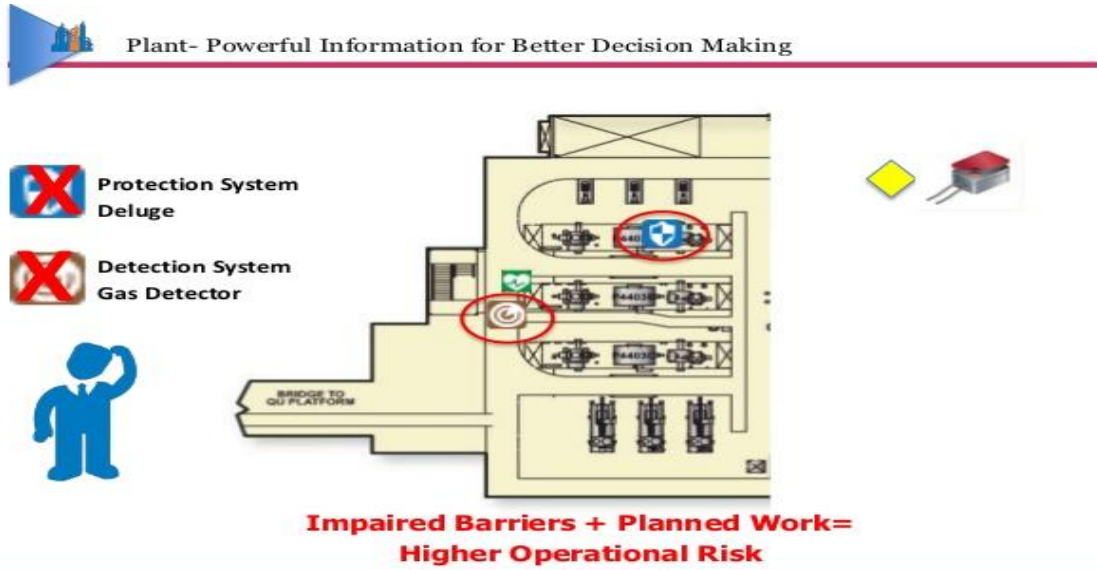 Plant- Powerful Information for Better Decision Making
Protection System
Deluge
Detection System
Gas Detector
BRIDGE TO
QU PLATFORM
Impaired Barriers + Planned Work=
Higher Operational Risk